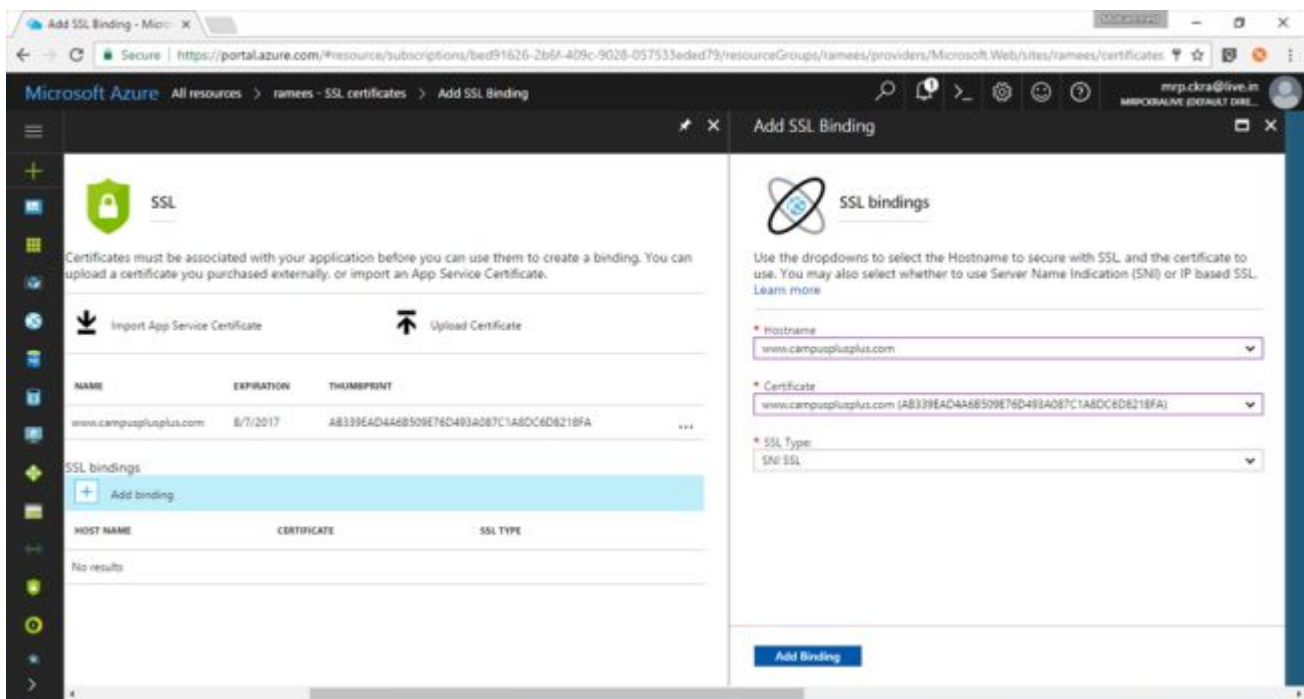 Add SSL Binding - Micr
Secure | https://portal.azure.com/#resource/subscriptions/bed91626-2b6f-409c-9028-057533eded79/resourceGroups/ramees/providers/Microsoft.Web/sites/ramees/certificates
Microsoft Azure All resources > ramees - SSL certificates > Add SSL Binding
1
mrp.ckra@live.in
Add SSL Binding
SSL
Certificates must be associated with your application before you can use them to create a binding. You can
upload a certificate you purchased externally, or import an App Service Certificate.
Import App Service Certificate
Upload Certificate
NAME EXPIRATION THUMBPRINT
www.campusplusplus.com 8/7/2017 AB339EAD4A6B509E76D493A087C1A8DC6D8218FA ...
SSL bindings
Add binding
HOST NAME CERTIFICATE SSL TYPE
No results
SSL bindings
Use the dropdowns to select the Hostname to secure with SSL, and the certificate to
use. You may also select whether to use Server Name Indication (SNI) or IP based SSL.
Learn more
* Hostname
www.campusplusplus.com
* Certificate
www.campusplusplus.com (AB339EAD4A6B509E76D493A087C1A8DC6D8218FA)
* SSL Type:
SNI SSL
Add Binding